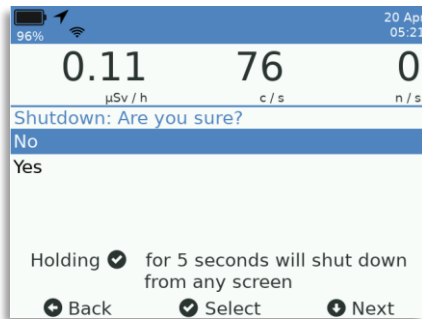 96%
20 Apr
05:21
0.11 76 0
µSv / h c / s n / s
Shutdown: Are you sure?
No
Yes
Holding for 5 seconds will shut down
from any screen
Back Select Next